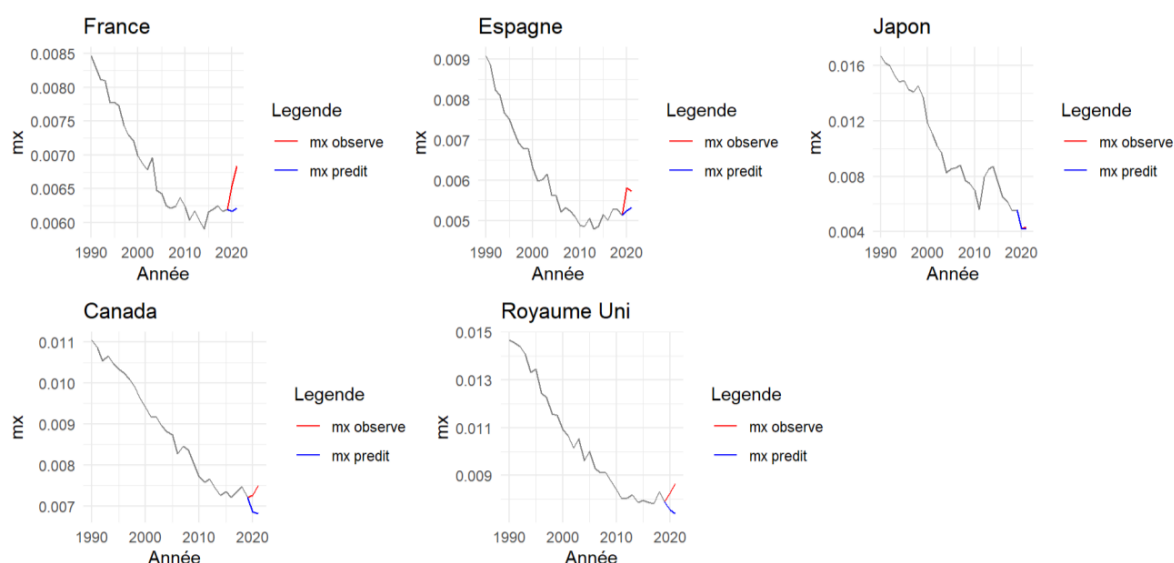 France
0.0085
0.0080
0.0075
0.0070
0.0065
0.0060
mx
1990 2000 2010 2020
Année
Legende
mx observe
mx predit
Espagne
0.009
0.008
0.007
0.006
0.005
mx
1990 2000 2010 2020
Année
Legende
mx observe
mx predit
Japon
0.016
0.012
0.008
0.004
mx
1990 2000 2010 2020
Année
Legende
mx observe
mx predit
Canada
0.011
0.010
0.009
0.008
0.007
mx
1990 2000 2010 2020
Année
Legende
mx observe
mx predit
Royaume Uni
0.015
0.013
0.011
0.009
mx
1990 2000 2010 2020
Année
Legende
mx observe
mx predit